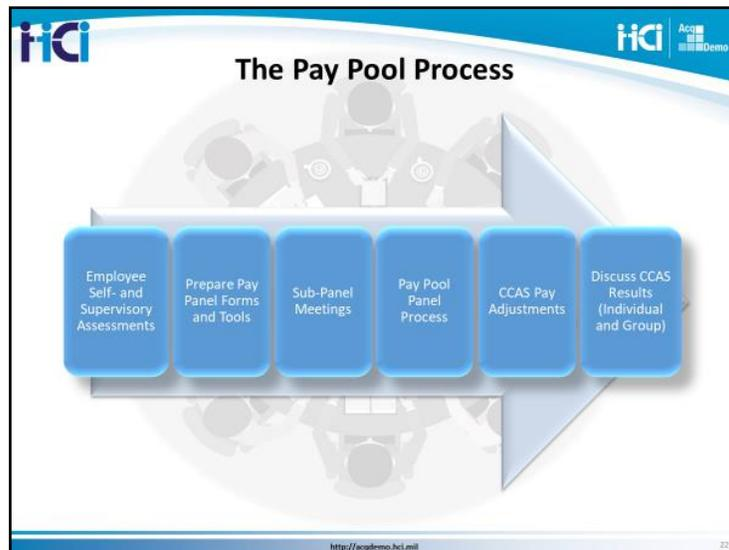 HCi
HCi
Acq
Demo
The Pay Pool Process
Employee
Self- and
Supervisory
Assessments
Prepare Pay
Panel Forms
and Tools
Sub-Panel
Meetings
Pay Pool
Panel
Process
CCAS Pay
Adjustments
Discuss CCAS
Results
(Individual
and Group)
http://acqdemo.hci.mil
22